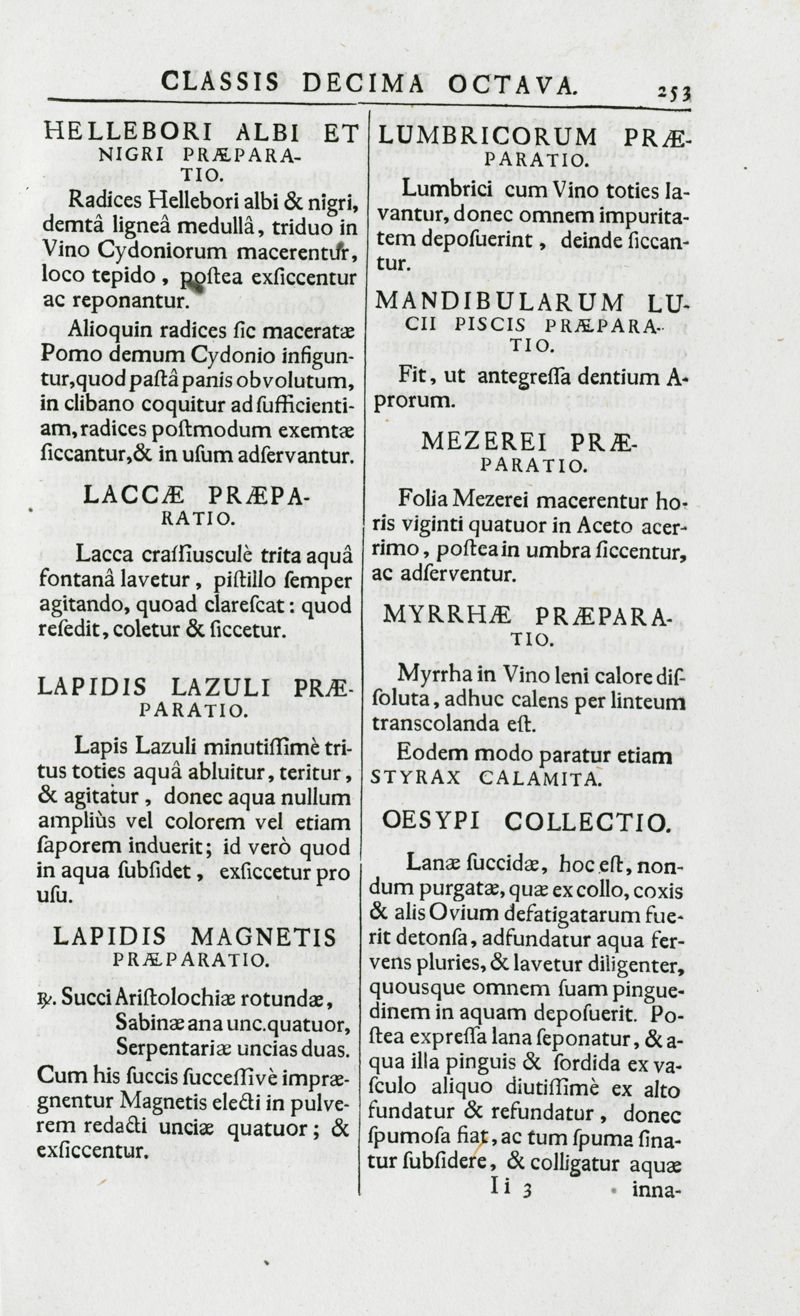 CLASSIS DECIMA OCTAVA. 253
HELLEBORI ALBI ET
NIGRI PRÆPARA-
TIO.
Radices Hellebori albi & nigri,
demtâ ligneâ medullâ, triduo in
Vino Cydoniorum macerentur,
loco tepido, poſtea exſiccentur
ac reponantur.
Alioquin radices ſic maceratæ
Pomo demum Cydonio infigun-
tur, quod paſtâ panis obvolutum,
in clibano coquitur ad ſufficienti-
am, radices poſtmodum exemtæ
ſiccantur, & in uſum adſervantur.
LACCÆ PRÆPA-
RATIO.
Lacca craſſiusculè trita aquâ
fontanâ lavetur, piſtillo ſemper
agitando, quoad clareſcat: quod
reſedit, coletur & ſiccetur.
LAPIDIS LAZULI PRÆ-
PARATIO.
Lapis Lazuli minutiſſimè tri-
tus toties aquâ abluitur, teritur,
& agitatur, donec aqua nullum
ampliùs vel colorem vel etiam
ſaporem induerit; id verò quod
in aqua ſubſidet, exſiccetur pro
uſu.
LAPIDIS MAGNETIS
PRÆPARATIO.
℞. Succi Ariſtolochiæ rotundæ,
Sabinæ ana unc. quatuor,
Serpentariæ uncias duas.
Cum his ſuccis ſucceſſivè impræ-
gnentur Magnetis electi in pulve-
rem redacti unciæ quatuor; &
exſiccentur.
LUMBRICORUM PRÆ-
PARATIO.
Lumbrici cum Vino toties la-
vantur, donec omnem impurita-
tem depoſuerint, deinde ſiccan-
tur.
MANDIBULARUM LU-
CII PISCIS PRÆPARA-
TIO.
Fit, ut antegreſſa dentium A-
prorum.
MEZEREI PRÆ-
PARATIO.
Folia Mezerei macerentur ho-
ris viginti quatuor in Aceto acer-
rimo, poſtea in umbra ſiccentur,
ac adſerventur.
MYRRHÆ PRÆPARA-
TIO.
Myrrha in Vino leni calore diſ-
ſoluta, adhuc calens per linteum
transcolanda eſt.
Eodem modo paratur etiam
STYRAX CALAMITA.
OESYPI COLLECTIO.
Lanæ ſuccidæ, hoc eſt, non-
dum purgatæ, quæ ex collo, coxis
& alis Ovium defatigatarum fue-
rit detonſa, adfundatur aqua fer-
vens pluries, & lavetur diligenter,
quousque omnem ſuam pingue-
dinem in aquam depoſuerit. Po-
ſtea expreſſa lana ſeponatur, & a-
qua illa pinguis & ſordida ex va-
ſculo aliquo diutiſſimè ex alto
fundatur & refundatur, donec
ſpumoſa fiat, ac tum ſpuma ſina-
tur ſubſidere, & colligatur aquæ
Ii 3 inna-